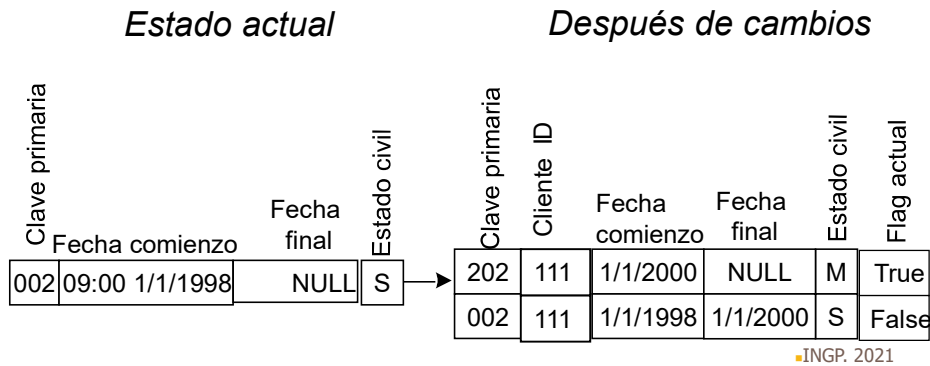 Estado actual
Después de cambios
Clave primaria
Fecha comienzo
Fecha
final
Estado civil
002 09:00 1/1/1998 NULL S
Clave primaria
Cliente ID
Fecha
comienzo
Fecha
final
Estado civil
Flag actual
202 111 1/1/2000 NULL M True
002 111 1/1/1998 1/1/2000 S False
INGP. 2021